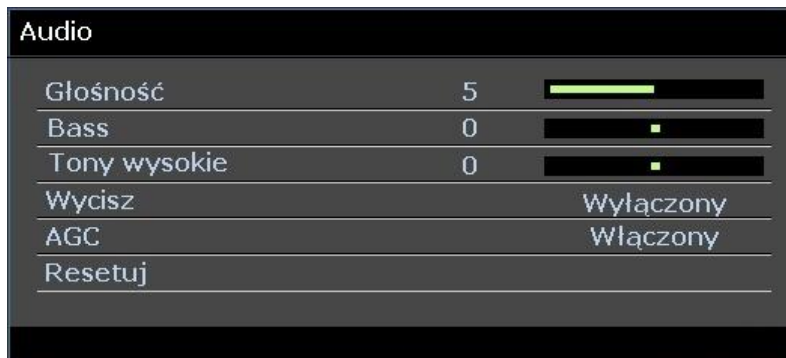 Audio
Głośność 5
Bass 0
Tony wysokie 0
Wycisz Wyłączony
AGC Włączony
Resetuj